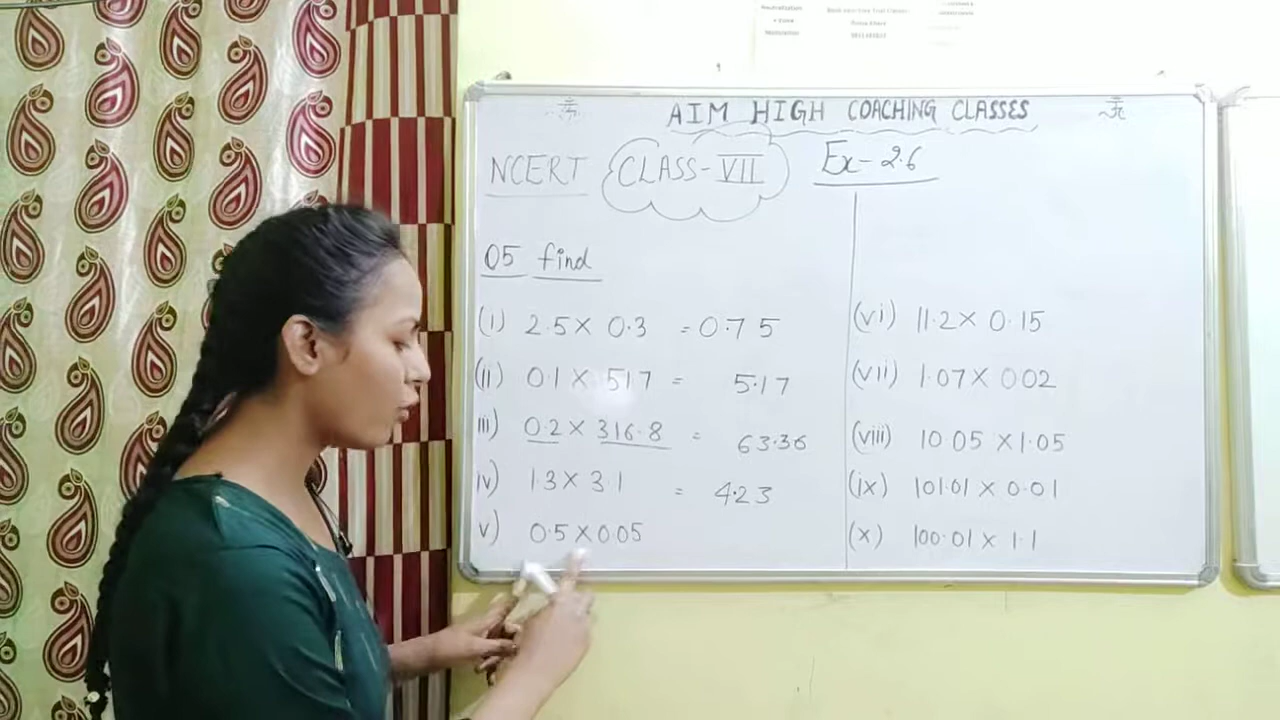 AIM HIGH COACHING CLASSES
NCERT CLASS-VII Ex-2.6
Q5 find
(i) 2.5 × 0.3 = 0.75
(ii) 0.1 × 517 = 5.17
iii) 0.2 × 316.8 = 63.36
iv) 1.3 × 3.1 = 4.23
v) 0.5 × 0.05
(vi) 11.2 × 0.15
(vii) 1.07 × 0.02
(viii) 10.05 × 1.05
(ix) 101.01 × 0.01
(x) 100.01 × 1.1